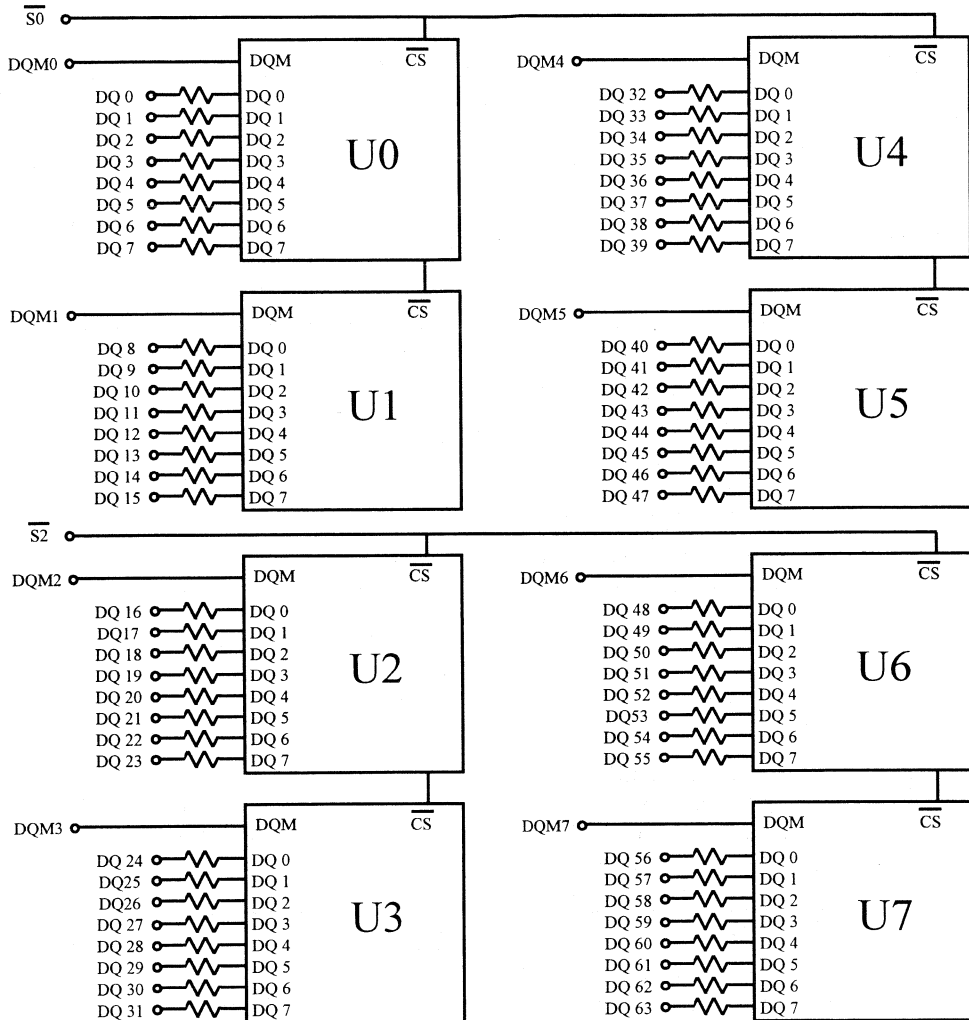 S0
DQM0 DQM CS
DQ 0 DQ 0
DQ 1 DQ 1
DQ 2 DQ 2
DQ 3 DQ 3
DQ 4 DQ 4
DQ 5 DQ 5
DQ 6 DQ 6
DQ 7 DQ 7
U0
DQM4 DQM CS
DQ 32 DQ 0
DQ 33 DQ 1
DQ 34 DQ 2
DQ 35 DQ 3
DQ 36 DQ 4
DQ 37 DQ 5
DQ 38 DQ 6
DQ 39 DQ 7
U4
DQM1 DQM CS
DQ 8 DQ 0
DQ 9 DQ 1
DQ 10 DQ 2
DQ 11 DQ 3
DQ 12 DQ 4
DQ 13 DQ 5
DQ 14 DQ 6
DQ 15 DQ 7
U1
DQM5 DQM CS
DQ 40 DQ 0
DQ 41 DQ 1
DQ 42 DQ 2
DQ 43 DQ 3
DQ 44 DQ 4
DQ 45 DQ 5
DQ 46 DQ 6
DQ 47 DQ 7
U5
S2
DQM2 DQM CS
DQ 16 DQ 0
DQ17 DQ 1
DQ 18 DQ 2
DQ 19 DQ 3
DQ 20 DQ 4
DQ 21 DQ 5
DQ 22 DQ 6
DQ 23 DQ 7
U2
DQM6 DQM CS
DQ 48 DQ 0
DQ 49 DQ 1
DQ 50 DQ 2
DQ 51 DQ 3
DQ 52 DQ 4
DQ53 DQ 5
DQ 54 DQ 6
DQ 55 DQ 7
U6
DQM3 DQM CS
DQ 24 DQ 0
DQ25 DQ 1
DQ26 DQ 2
DQ 27 DQ 3
DQ 28 DQ 4
DQ 29 DQ 5
DQ 30 DQ 6
DQ 31 DQ 7
U3
DQM7 DQM CS
DQ 56 DQ 0
DQ 57 DQ 1
DQ 58 DQ 2
DQ 59 DQ 3
DQ 60 DQ 4
DQ 61 DQ 5
DQ 62 DQ 6
DQ 63 DQ 7
U7